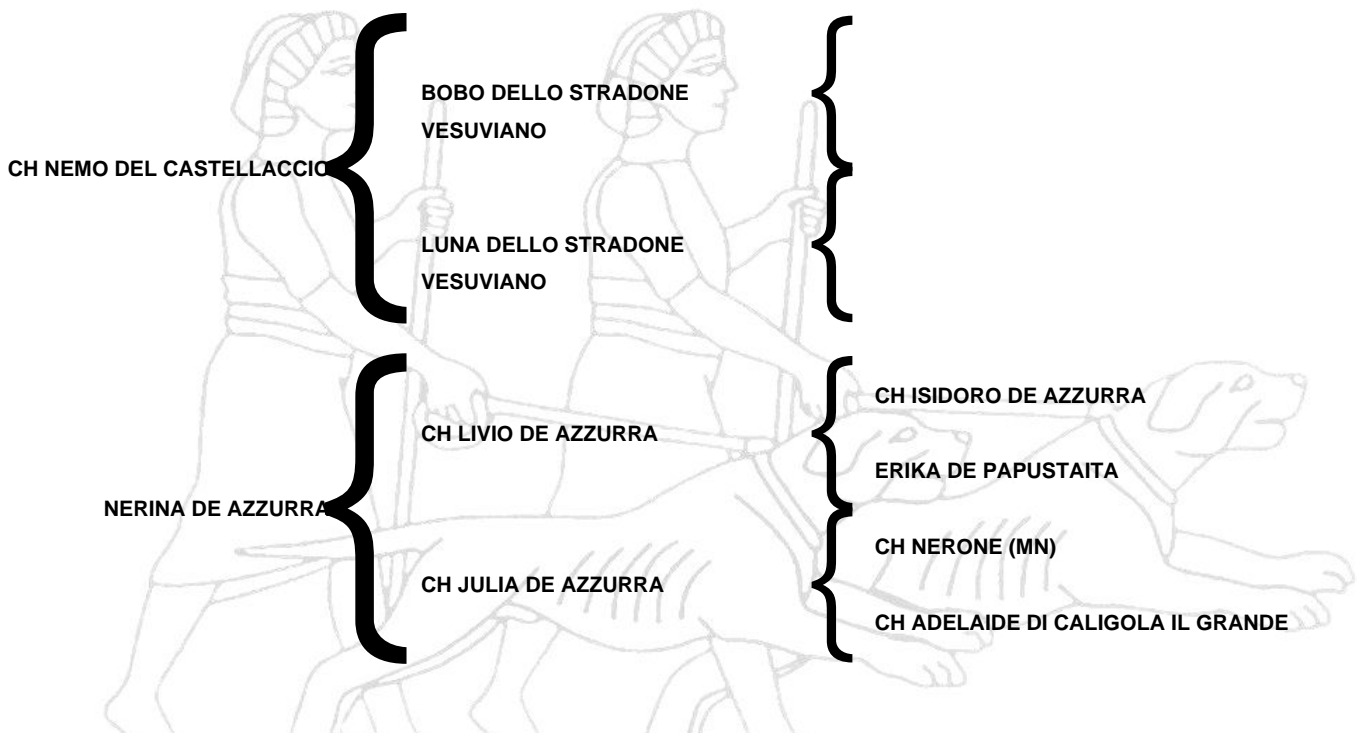 BOBO DELLO STRADONE
VESUVIANO
CH NEMO DEL CASTELLACCIO
LUNA DELLO STRADONE
VESUVIANO
CH ISIDORO DE AZZURRA
CH LIVIO DE AZZURRA
ERIKA DE PAPUSTAITA
NERINA DE AZZURRA
CH NERONE (MN)
CH JULIA DE AZZURRA
CH ADELAIDE DI CALIGOLA IL GRANDE